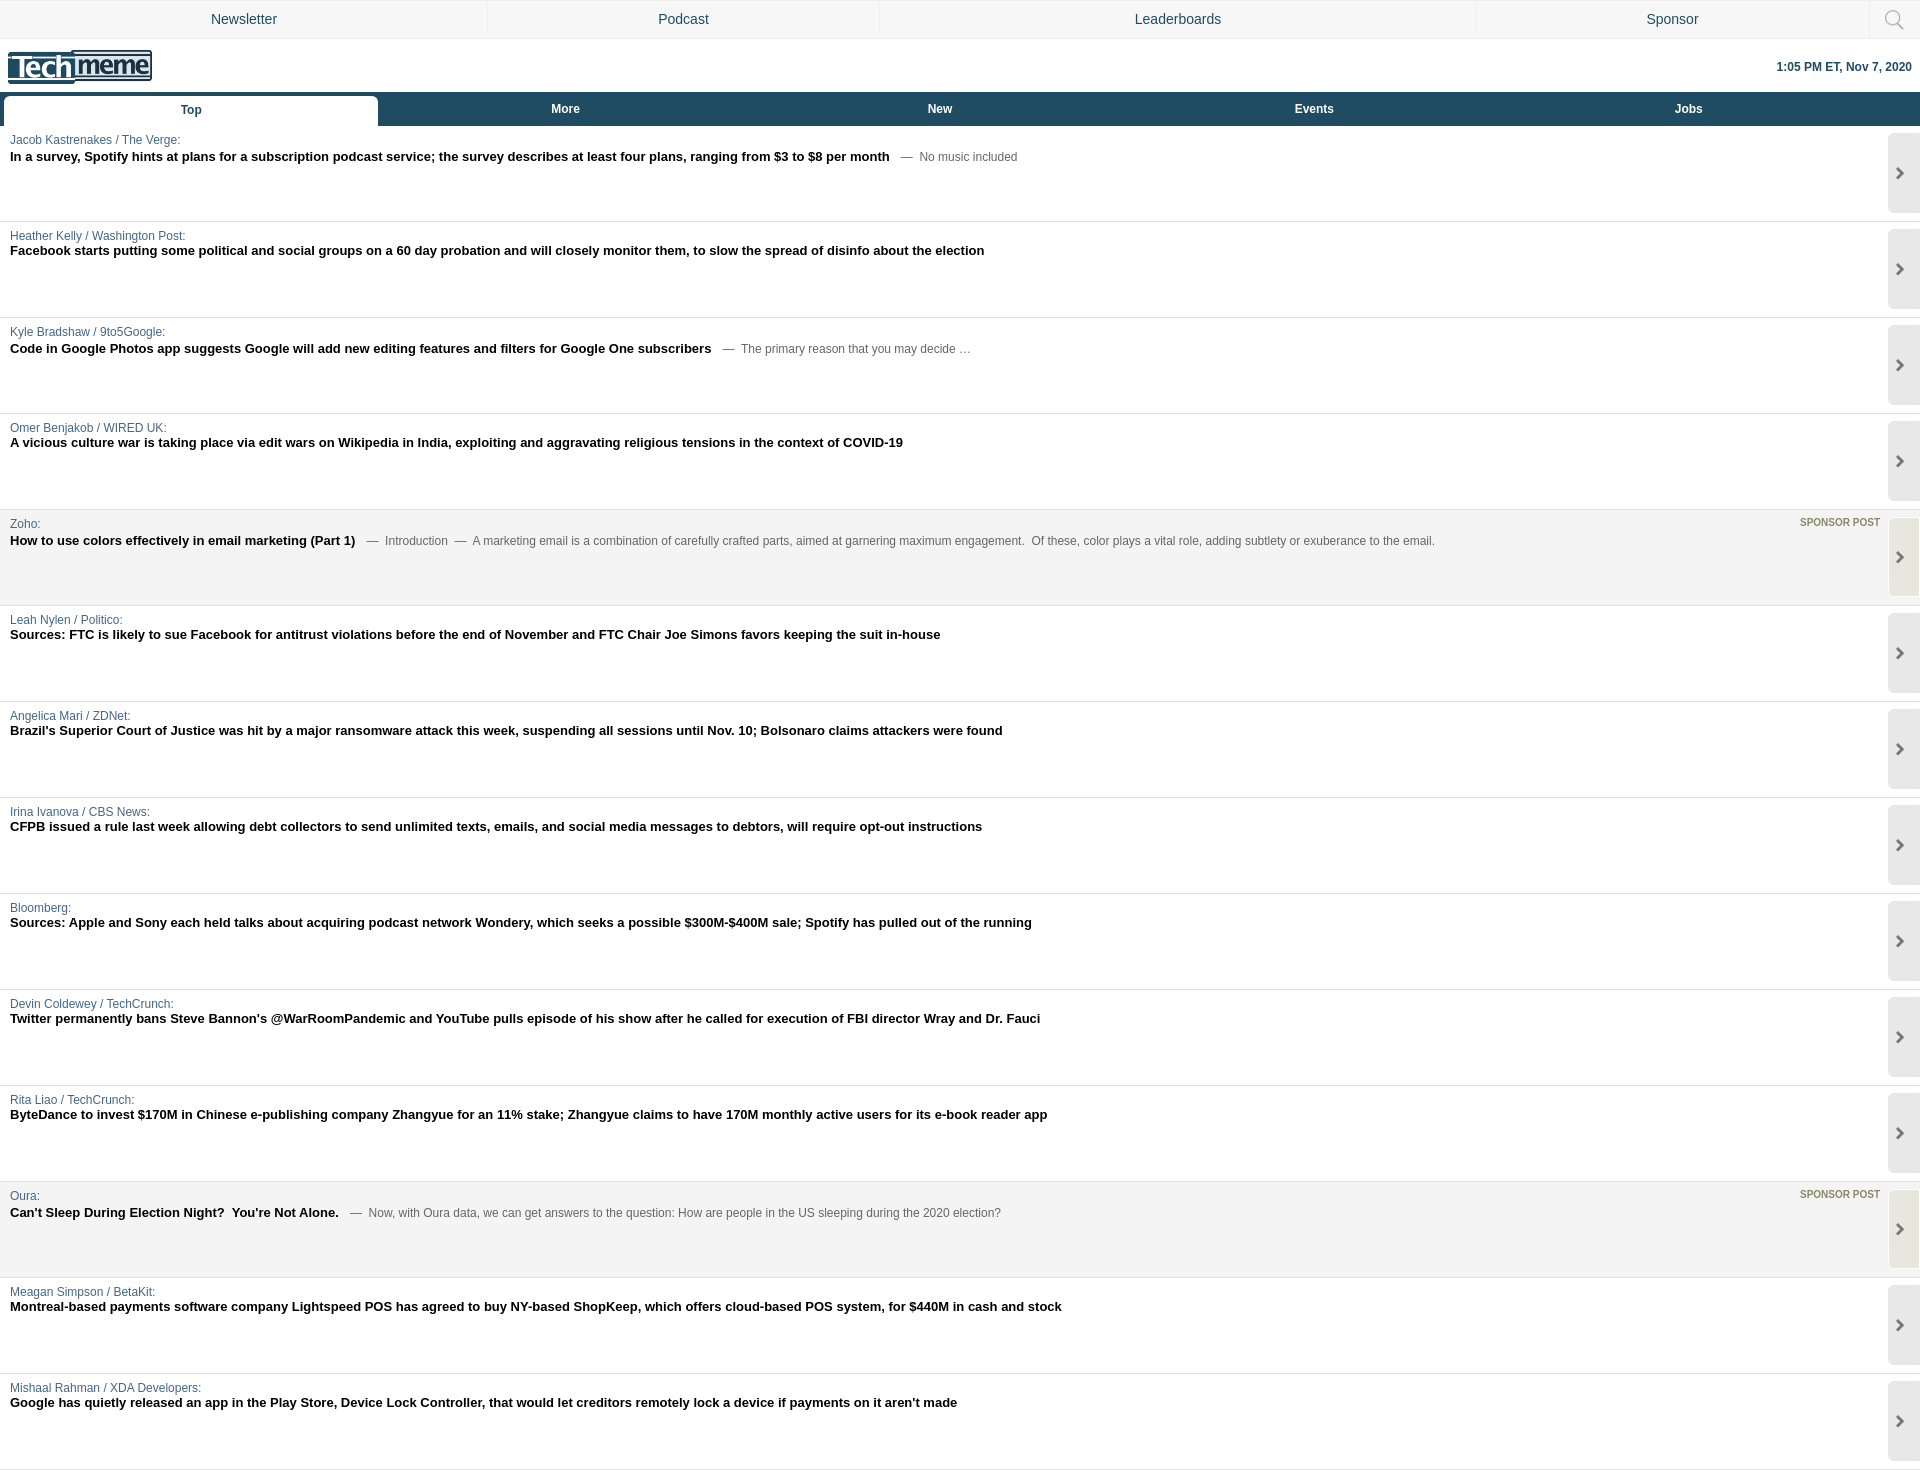 Newsletter
Podcast
Leaderboards
Sponsor
Techmeme
1:05 PM ET, Nov 7, 2020
Top
More
New
Events
Jobs
Jacob Kastrenakes / The Verge:
In a survey, Spotify hints at plans for a subscription podcast service; the survey describes at least four plans, ranging from $3 to $8 per month — No music included
Heather Kelly / Washington Post:
Facebook starts putting some political and social groups on a 60 day probation and will closely monitor them, to slow the spread of disinfo about the election
Kyle Bradshaw / 9to5Google:
Code in Google Photos app suggests Google will add new editing features and filters for Google One subscribers — The primary reason that you may decide …
Omer Benjakob / WIRED UK:
A vicious culture war is taking place via edit wars on Wikipedia in India, exploiting and aggravating religious tensions in the context of COVID-19
Zoho:
SPONSOR POST
How to use colors effectively in email marketing (Part 1) — Introduction — A marketing email is a combination of carefully crafted parts, aimed at garnering maximum engagement. Of these, color plays a vital role, adding subtlety or exuberance to the email.
Leah Nylen / Politico:
Sources: FTC is likely to sue Facebook for antitrust violations before the end of November and FTC Chair Joe Simons favors keeping the suit in-house
Angelica Mari / ZDNet:
Brazil's Superior Court of Justice was hit by a major ransomware attack this week, suspending all sessions until Nov. 10; Bolsonaro claims attackers were found
Irina Ivanova / CBS News:
CFPB issued a rule last week allowing debt collectors to send unlimited texts, emails, and social media messages to debtors, will require opt-out instructions
Bloomberg:
Sources: Apple and Sony each held talks about acquiring podcast network Wondery, which seeks a possible $300M-$400M sale; Spotify has pulled out of the running
Devin Coldewey / TechCrunch:
Twitter permanently bans Steve Bannon's @WarRoomPandemic and YouTube pulls episode of his show after he called for execution of FBI director Wray and Dr. Fauci
Rita Liao / TechCrunch:
ByteDance to invest $170M in Chinese e-publishing company Zhangyue for an 11% stake; Zhangyue claims to have 170M monthly active users for its e-book reader app
Oura:
SPONSOR POST
Can't Sleep During Election Night? You're Not Alone. — Now, with Oura data, we can get answers to the question: How are people in the US sleeping during the 2020 election?
Meagan Simpson / BetaKit:
Montreal-based payments software company Lightspeed POS has agreed to buy NY-based ShopKeep, which offers cloud-based POS system, for $440M in cash and stock
Mishaal Rahman / XDA Developers:
Google has quietly released an app in the Play Store, Device Lock Controller, that would let creditors remotely lock a device if payments on it aren't made